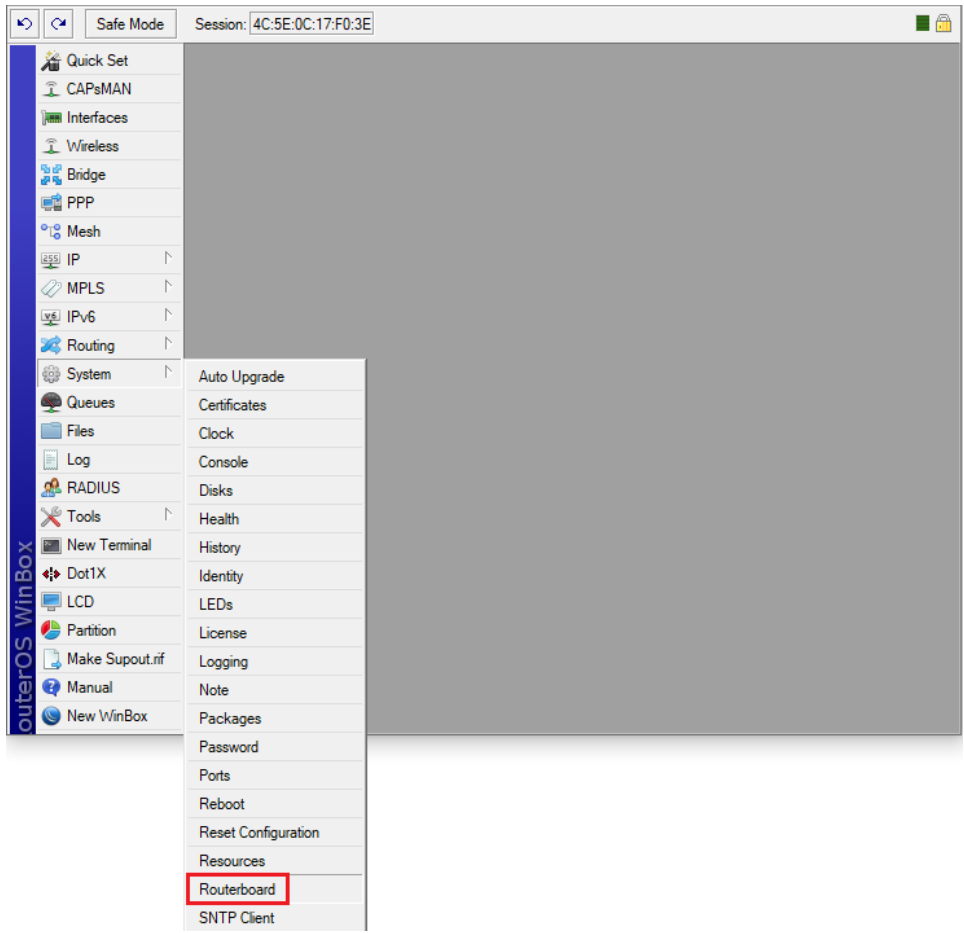 Safe Mode Session: 4C:5E:0C:17:F0:3E
Quick Set
CAPsMAN
Interfaces
Wireless
Bridge
PPP
Mesh
255 IP
MPLS
v6 IPv6
Routing
System
Queues
Files
Log
RADIUS
Tools
New Terminal
Dot1X
LCD
Partition
Make Supout.rif
Manual
New WinBox
outerOS WinBox
Auto Upgrade
Certificates
Clock
Console
Disks
Health
History
Identity
LEDs
License
Logging
Note
Packages
Password
Ports
Reboot
Reset Configuration
Resources
Routerboard
SNTP Client